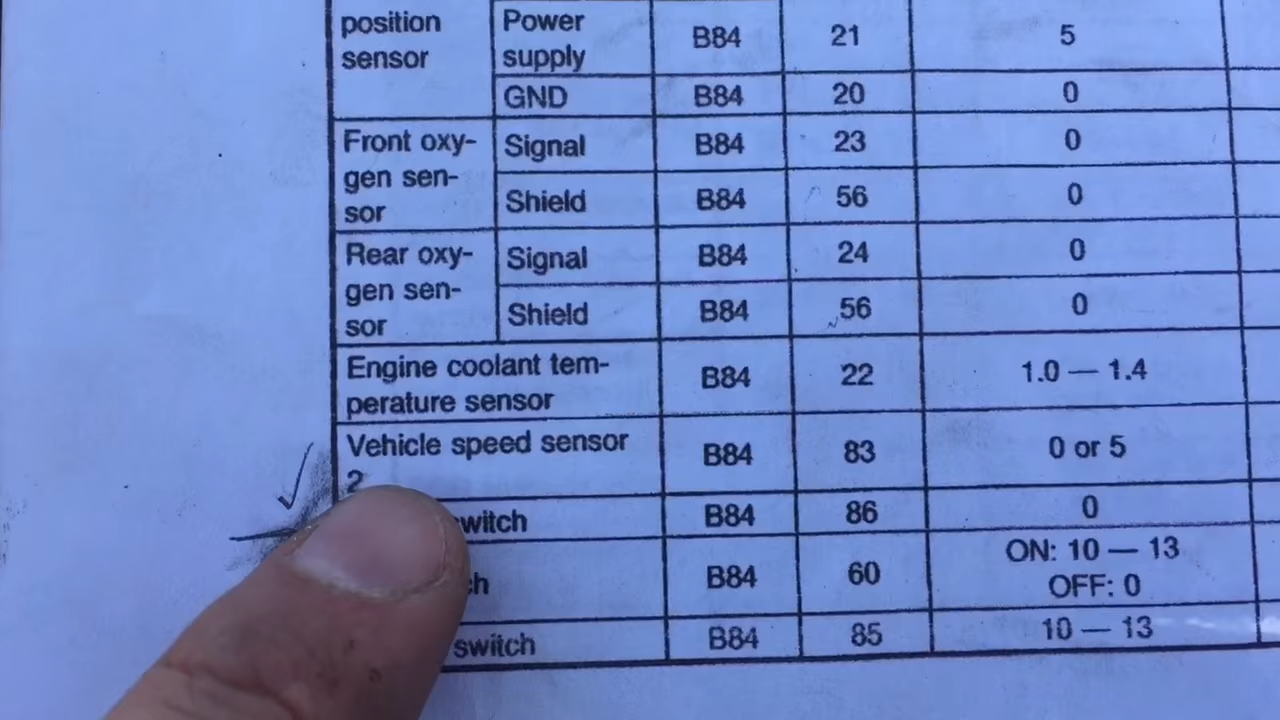 position
sensor
Power
supply
B84
21
5
GND
B84
20
0
Front oxy-
gen sen-
sor
Signal
B84
23
0
Shield
B84
56
0
Rear oxy-
gen sen-
sor
Signal
B84
24
0
Shield
B84
56
0
Engine coolant tem-
perature sensor
B84
22
1.0 — 1.4
Vehicle speed sensor
2
B84
83
0 or 5
switch
B84
86
0
B84
60
ON: 10 — 13
OFF: 0
switch
B84
85
10 — 13